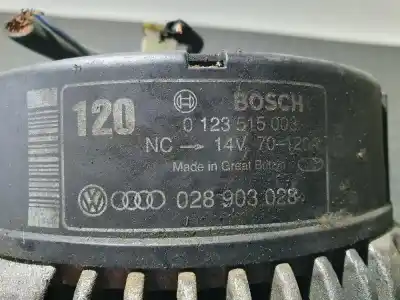 120
BOSCH
0 123 515 003
NC → 14V 70-120A
Made in Great Britain
028 903 028